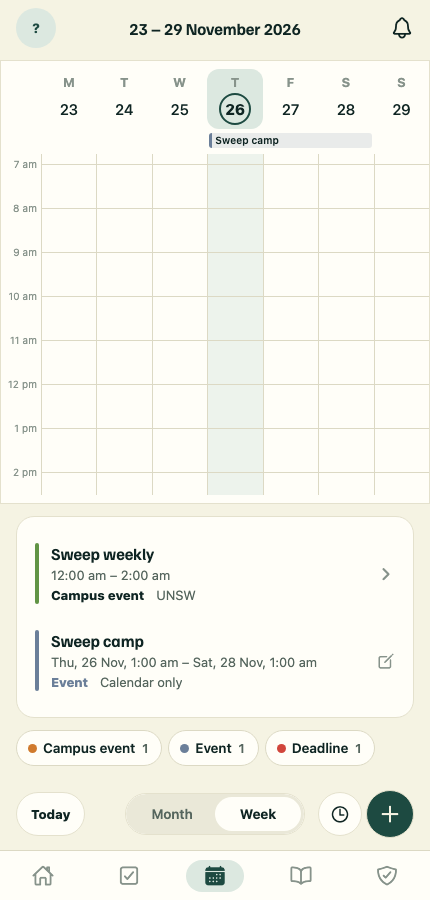 ?
23 – 29 November 2026
M T W T F S S
23 24 25 26 27 28 29
Sweep camp
7 am
8 am
9 am
10 am
11 am
12 pm
1 pm
2 pm
Sweep weekly
12:00 am – 2:00 am
Campus event UNSW
Sweep camp
Thu, 26 Nov, 1:00 am – Sat, 28 Nov, 1:00 am
Event Calendar only
Campus event 1 Event 1 Deadline 1
Today Month Week